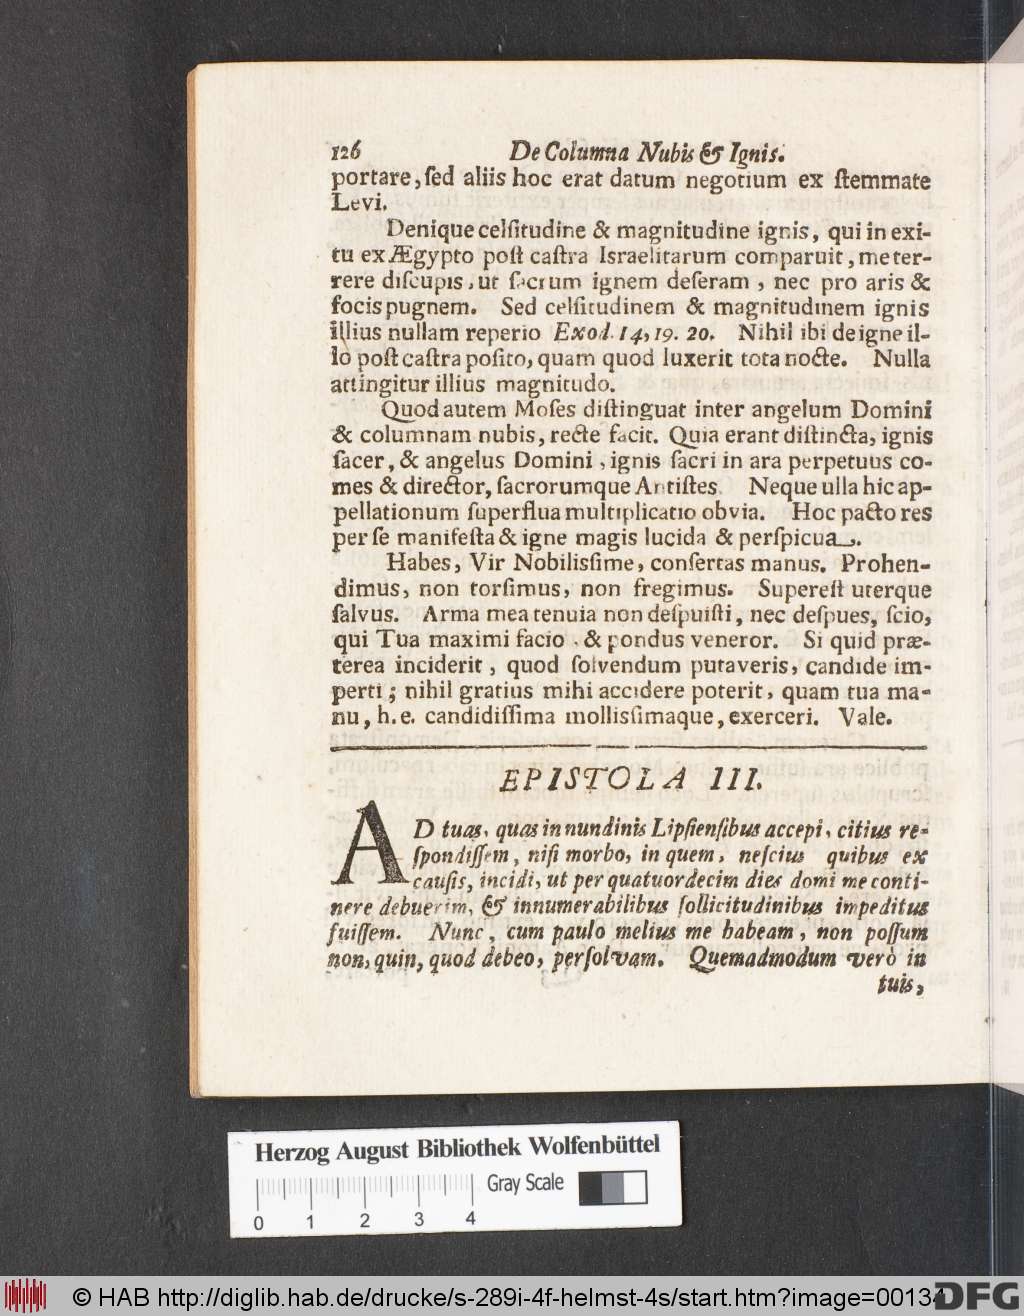 126 De Columna Nubis & Ignis.
portare, ſed aliis hoc erat datum negotium ex ſtemmate
Levi.
Denique celſitudine & magnitudine ignis, qui in exi-
tu ex Ægypto poſt caſtra Israelitarum comparuit, me ter-
rere diſcupis, ut ſacrum ignem deſeram, nec pro aris &
focis pugnem. Sed celſitudinem & magnitudinem ignis
illius nullam reperio Exod. 14, 19. 20. Nihil ibi de igne il-
lo poſt caſtra poſito, quam quod luxerit tota nocte. Nulla
attingitur illius magnitudo.
Quod autem Moſes diſtinguat inter angelum Domini
& columnam nubis, recte facit. Quia erant diſtincta, ignis
ſacer, & angelus Domini, ignis ſacri in ara perpetuus co-
mes & director, ſacrorumque Antiſtes. Neque ulla hic ap-
pellationum ſuperflua multiplicatio obvia. Hoc pacto res
per ſe manifeſta & igne magis lucida & perſpicua.
Habes, Vir Nobilisſime, conſertas manus. Prohen-
dimus, non torſimus, non fregimus. Supereſt uterque
ſalvus. Arma mea tenuia non deſpuiſti, nec deſpues, ſcio,
qui Tua maximi facio, & pondus veneror. Si quid præ-
terea inciderit, quod ſolvendum putaveris, candide im-
perti; nihil gratius mihi accidere poterit, quam tua ma-
nu, h. e. candidiſſima mollisſimaque, exerceri. Vale.
EPISTOLA III.
AD tuas, quas in nundinis Lipſienſibus accepi, citius re-
ſpondiſſem, niſi morbo, in quem, neſcius quibus ex
cauſis, incidi, ut per quatuordecim dies domi me conti-
nere debuerim, & innumerabilibus ſollicitudinibus impeditus
fuiſſem. Nunc, cum paulo melius me habeam, non poſſum
non, quin, quod debeo, perſolvam. Quemadmodum verò in
tuis,
Herzog August Bibliothek Wolfenbüttel
Gray Scale
0 1 2 3 4
© HAB http://diglib.hab.de/drucke/s-289i-4f-helmst-4s/start.htm?image=00134
DFG